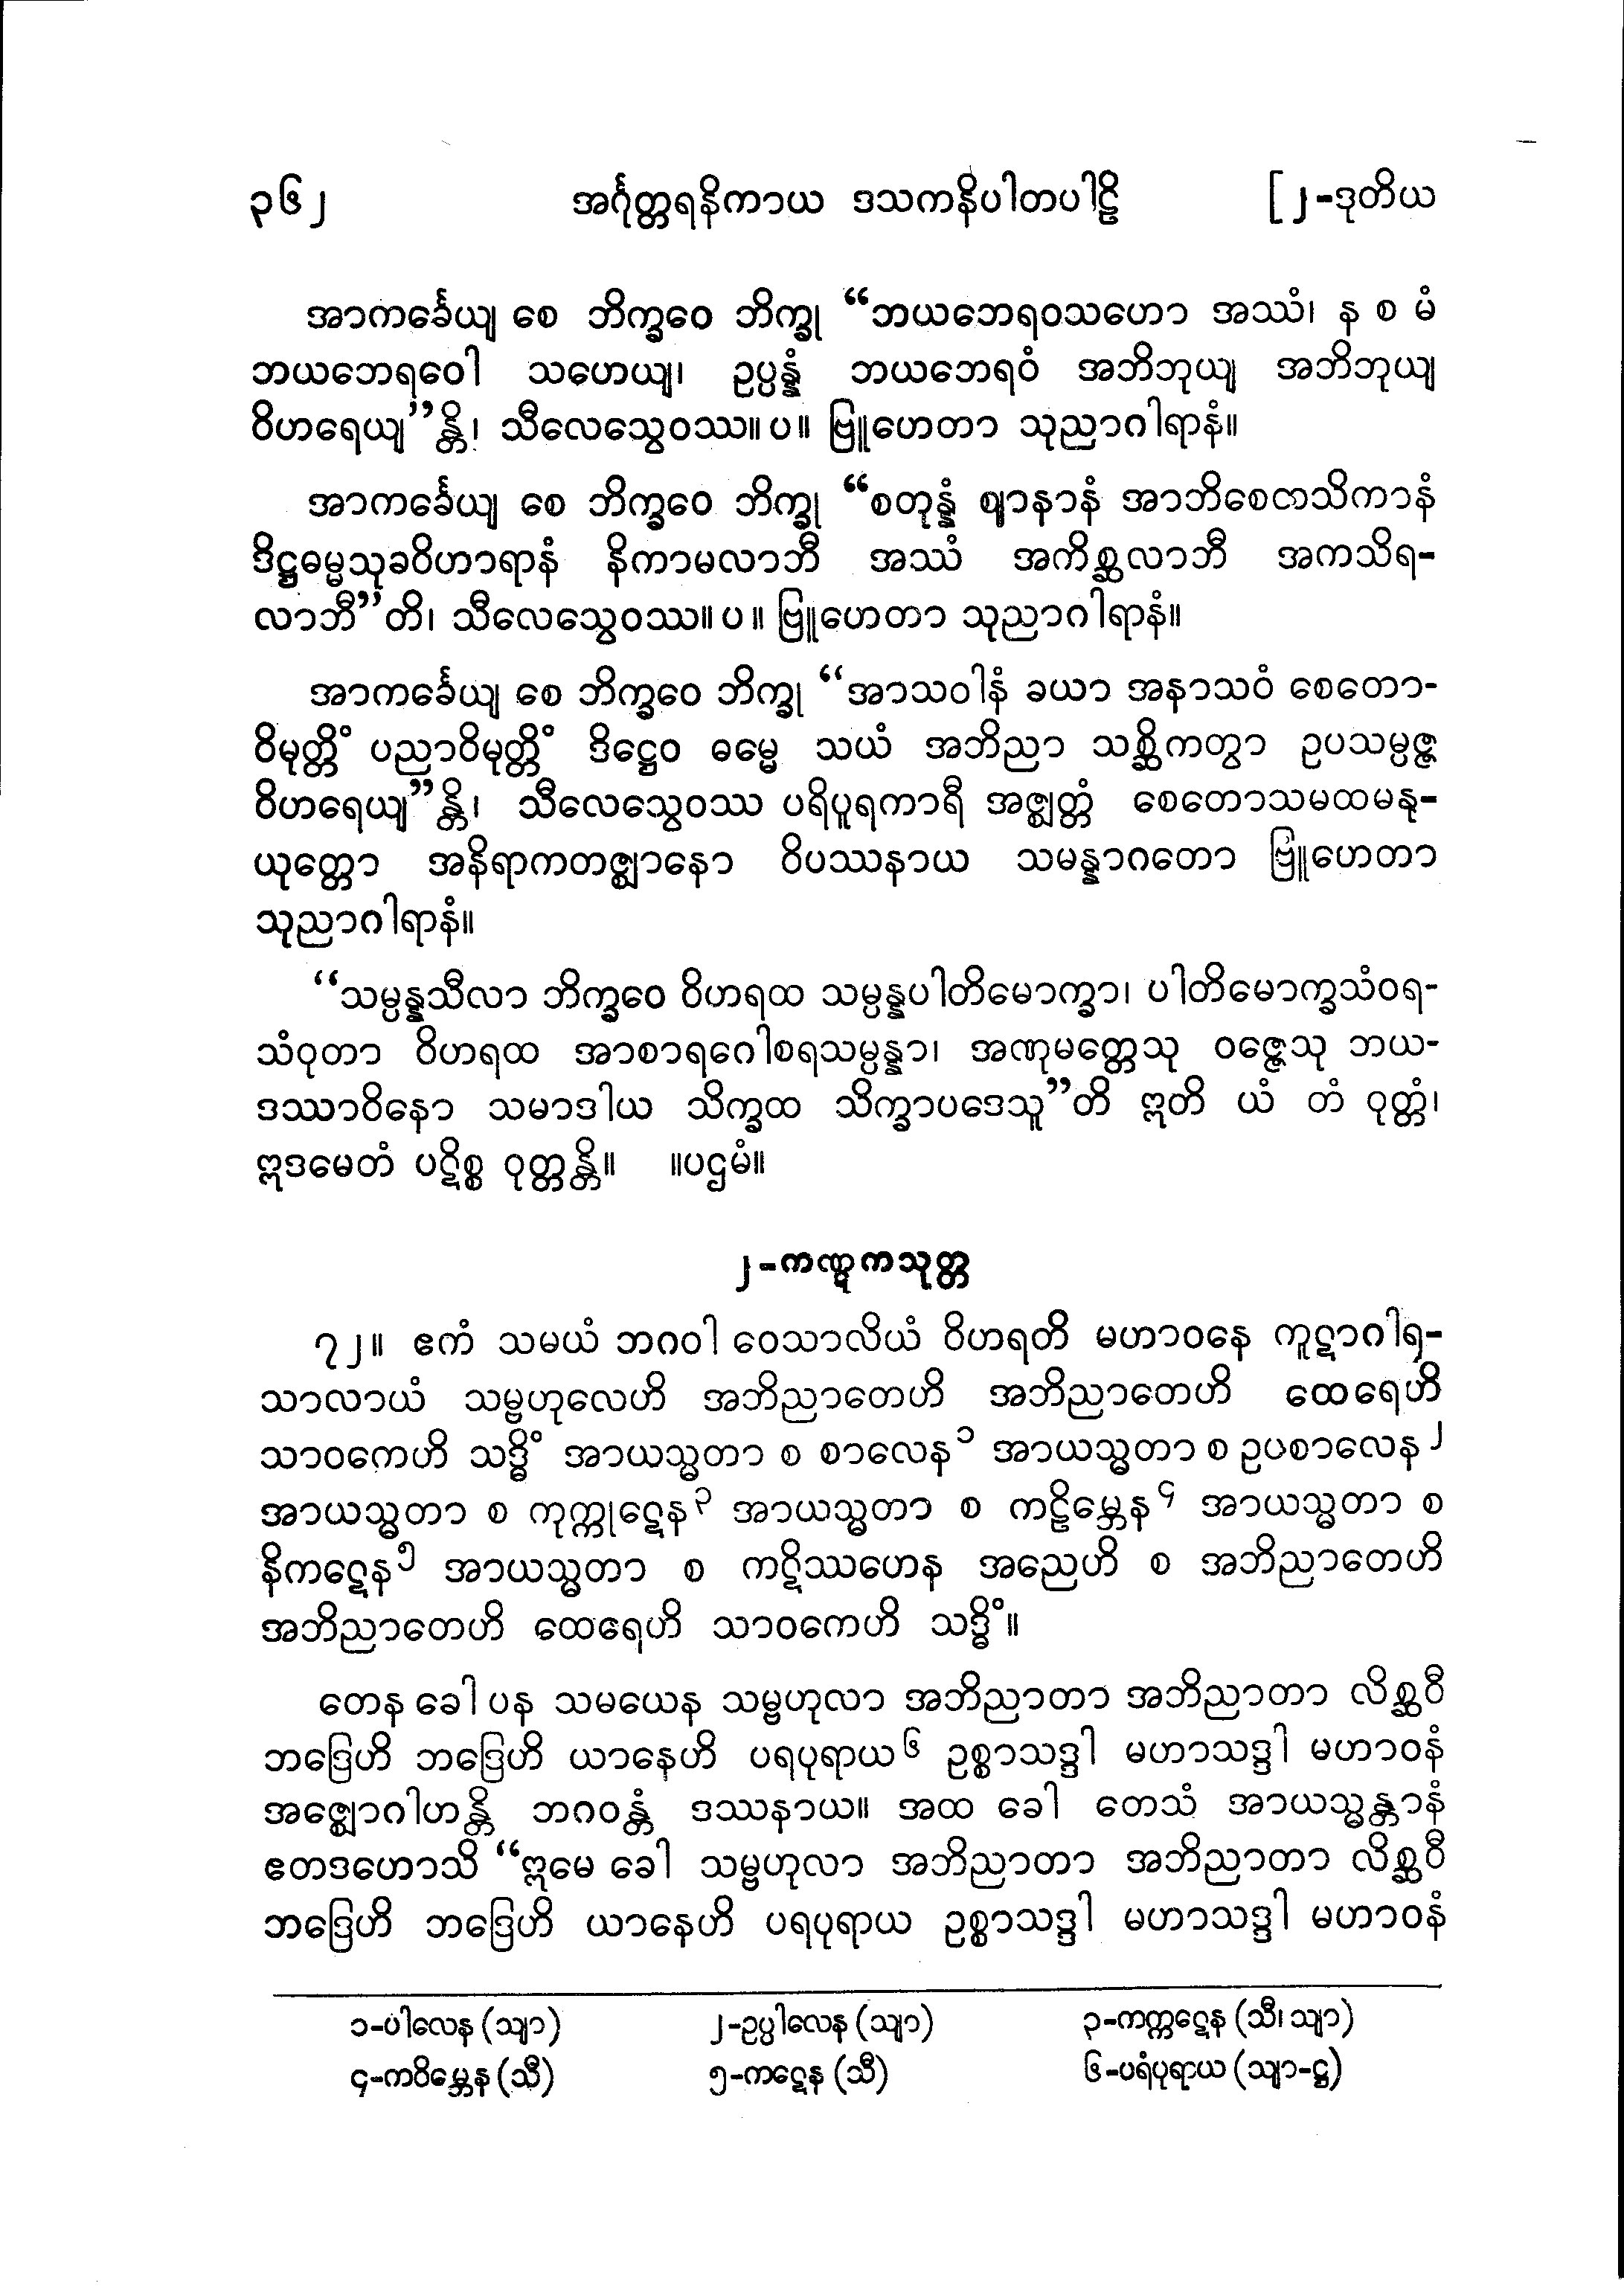 ၃၆၂ အင်္ဂုတ္တရနိကာယ ဒသကနိပါတပါဠိ [၂-ဒုတိယ
အာကင်္ခေယျ စေ ဘိက္ခဝေ ဘိက္ခု “ဘယဘေရဝသဟော အဿံ၊ န စ မံ
ဘယဘေရဝေါ သဟေယျ၊ ဥပ္ပန္နံ ဘယဘေရဝံ အဘိဘုယျ အဘိဘုယျ
ဝိဟရေယျ”န္တိ၊ သီလေသွေဝဿ။ပ။ ဗြူဟေတာ သုညာဂါရာနံ။
အာကင်္ခေယျ စေ ဘိက္ခဝေ ဘိက္ခု “စတုန္နံ ဈာနာနံ အာဘိစေတသိကာနံ
ဒိဋ္ဌဓမ္မသုခဝိဟာရာနံ နိကာမလာဘီ အဿံ အကိစ္ဆလာဘီ အကသိရ-
လာဘီ”တိ၊ သီလေသွေဝဿ။ပ။ ဗြူဟေတာ သုညာဂါရာနံ။
အာကင်္ခေယျ စေ ဘိက္ခဝေ ဘိက္ခု “အာသဝါနံ ခယာ အနာသဝံ စေတော-
ဝိမုတ္တိံ ပညာဝိမုတ္တိံ ဒိဋ္ဌေဝ ဓမ္မေ သယံ အဘိညာ သစ္ဆိကတွာ ဥပသမ္ပဇ္ဇ
ဝိဟရေယျ”န္တိ၊ သီလေသွေဝဿ ပရိပူရကာရီ အဇ္ဈတ္တံ စေတောသမထမနု-
ယုတ္တော အနိရာကတဇ္ဈာနော ဝိပဿနာယ သမန္နာဂတော ဗြူဟေတာ
သုညာဂါရာနံ။
“သမ္ပန္နသီလာ ဘိက္ခဝေ ဝိဟရထ သမ္ပန္နပါတိမောက္ခာ၊ ပါတိမောက္ခသံဝရ-
သံဝုတာ ဝိဟရထ အာစာရဂေါစရသမ္ပန္နာ၊ အဏုမတ္တေသု ဝဇ္ဇေသု ဘယ-
ဒဿာဝိနော သမာဒါယ သိက္ခထ သိက္ခာပဒေသူ”တိ ဣတိ ယံ တံ ဝုတ္တံ၊
ဣဒမေတံ ပဋိစ္စ ဝုတ္တန္တိ။ ။ပဌမံ။
၂-ကဏ္ဋကသုတ္တ
၇၂။ ဧကံ သမယံ ဘဂဝါ ဝေသာလိယံ ဝိဟရတိ မဟာဝနေ ကူဋာဂါရ-
သာလာယံ သမ္ဗဟုလေဟိ အဘိညာတေဟိ အဘိညာတေဟိ ထေရေဟိ
သာဝကေဟိ သဒ္ဓိံ အာယသ္မတာ စ စာလေန၁ အာယသ္မတာ စ ဥပစာလေန၂
အာယသ္မတာ စ ကုက္ကုဋေန၃ အာယသ္မတာ စ ကဠိမ္ဘေန၄ အာယသ္မတာ စ
နိကဋေန၅ အာယသ္မတာ စ ကဋိဿဟေန အညေဟိ စ အဘိညာတေဟိ
အဘိညာတေဟိ ထေရေဟိ သာဝကေဟိ သဒ္ဓိံ။
တေန ခေါ ပန သမယေန သမ္ဗဟုလာ အဘိညာတာ အဘိညာတာ လိစ္ဆဝီ
ဘဒြေဟိ ဘဒြေဟိ ယာနေဟိ ပရပုရာယ၆ ဥစ္စာသဒ္ဒါ မဟာသဒ္ဒါ မဟာဝနံ
အဇ္ဈောဂါဟန္တိ ဘဂဝန္တံ ဒဿနာယ။ အထ ခေါ တေသံ အာယသ္မန္တာနံ
ဧတဒဟောသိ “ဣမေ ခေါ သမ္ဗဟုလာ အဘိညာတာ အဘိညာတာ လိစ္ဆဝီ
ဘဒြေဟိ ဘဒြေဟိ ယာနေဟိ ပရပုရာယ ဥစ္စာသဒ္ဒါ မဟာသဒ္ဒါ မဟာဝနံ
၁-ပါလေန (သျာ) ၂-ဥပ္ပါလေန (သျာ) ၃-ကက္ကဋေန (သီ၊ သျာ)
၄-ကဝိမ္ဘေန (သီ) ၅-ကဋေန (သီ) ၆-ပရံပုရာယ (သျာ-ဋ္ဌ)